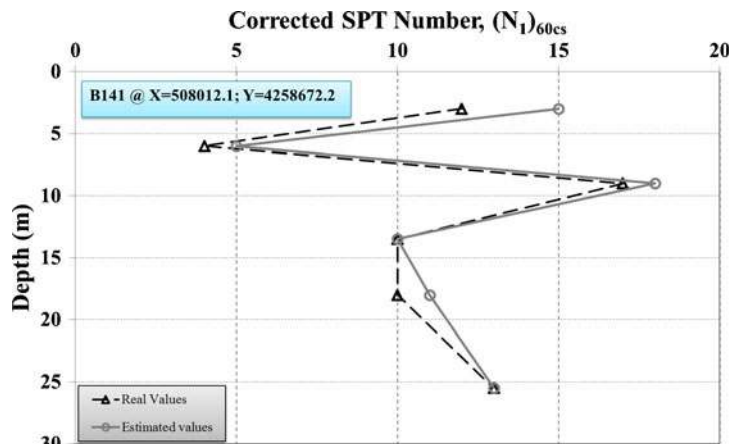 Corrected SPT Number, (N₁)₆₀cs
0 5 10 15 20
0
B141 @ X=508012.1; Y=4258672.2
5
10
Depth (m)
15
20
25
Real Values
Estimated values
30